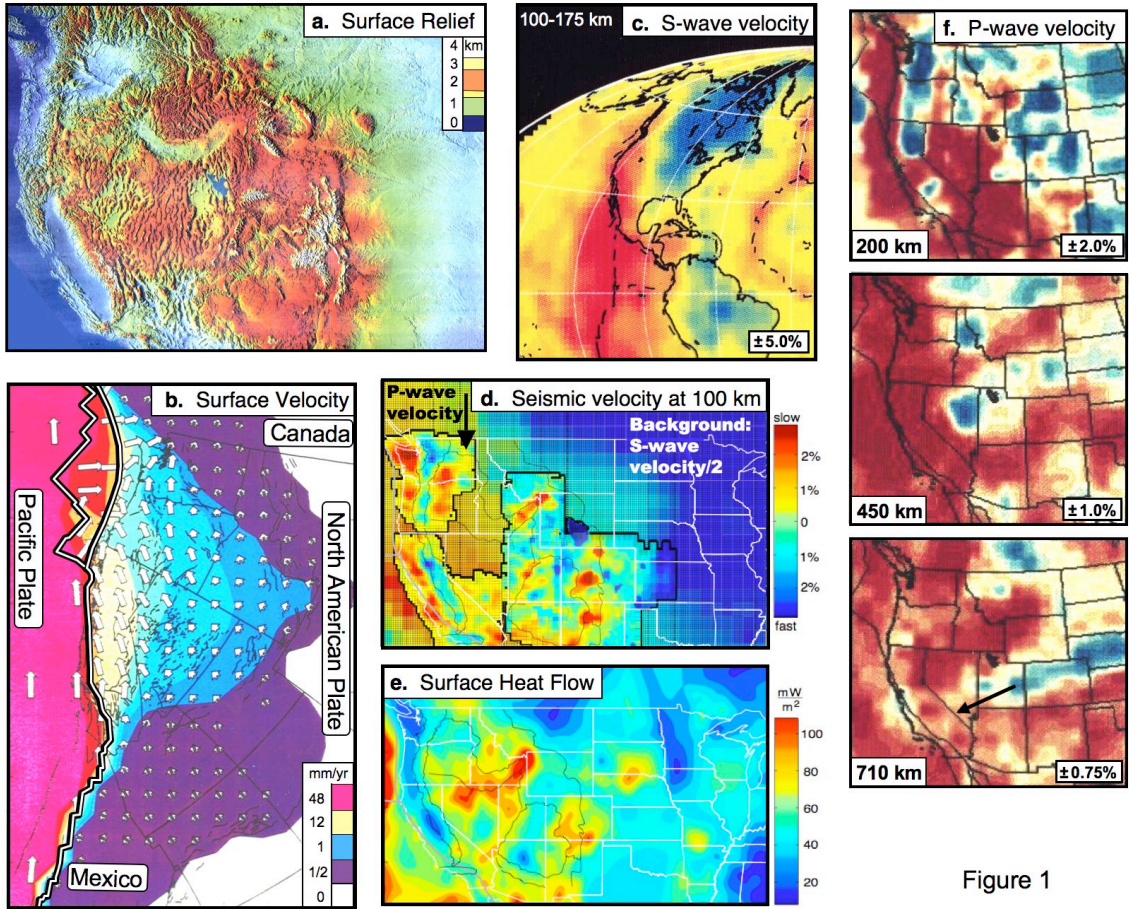 a. Surface Relief
4 km
3
2
1
0
100-175 km
c. S-wave velocity
±5.0%
f. P-wave velocity
200 km
±2.0%
450 km
±1.0%
710 km
±0.75%
b. Surface Velocity
Canada
Pacific Plate
North American Plate
Mexico
mm/yr
48
12
1
1/2
0
P-wave
velocity
d. Seismic velocity at 100 km
Background:
S-wave
velocity/2
slow
2%
1%
0
1%
2%
fast
e. Surface Heat Flow
mW
m²
100
80
60
40
20
Figure 1